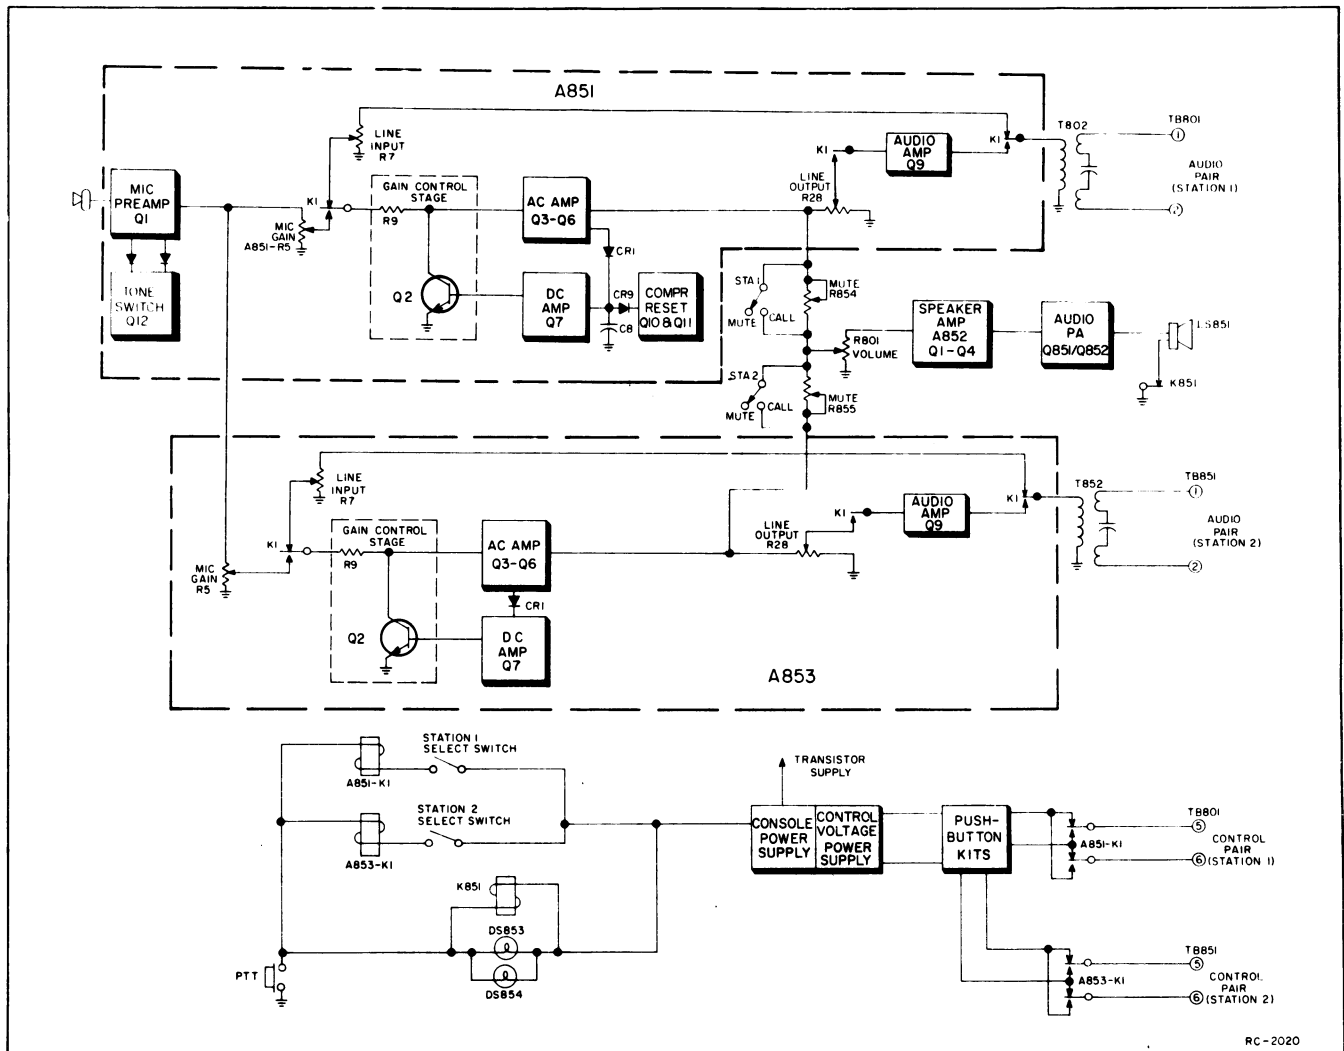 A851
LINE
INPUT
R7
MIC
PREAMP
Q1
K1
MIC
GAIN
A851-R5
GAIN CONTROL
STAGE
R9
Q2
AC AMP
Q3-Q6
CR1
DC
AMP
Q7
CR9
C8
COMPR
RESET
Q10 & Q11
TONE
SWITCH
Q12
K1
LINE
OUTPUT
R28
AUDIO
AMP
Q9
K1
T802
TB801
1
AUDIO
PAIR
(STATION 1)
2
STA 1
MUTE
CALL
MUTE
R854
R801
VOLUME
SPEAKER
AMP
A852
Q1-Q4
AUDIO
PA
Q851/Q852
LS851
K851
STA 2
MUTE
CALL
MUTE
R855
LINE
INPUT
R7
K1
MIC
GAIN
R5
GAIN CONTROL
STAGE
R9
Q2
AC AMP
Q3-Q6
CR1
DC
AMP
Q7
LINE
OUTPUT
R28
K1
AUDIO
AMP
Q9
K1
T852
TB851
1
AUDIO
PAIR
(STATION 2)
2
A853
STATION 1
SELECT SWITCH
A851-K1
STATION 2
SELECT SWITCH
A853-K1
K851
DS853
DS854
PTT
TRANSISTOR
SUPPLY
CONSOLE
POWER
SUPPLY
CONTROL
VOLTAGE
POWER
SUPPLY
PUSH-
BUTTON
KITS
TB801
5
A851-K1
CONTROL
PAIR
(STATION 1)
6
TB851
5
A853-K1
CONTROL
PAIR
(STATION 2)
6
RC-2020